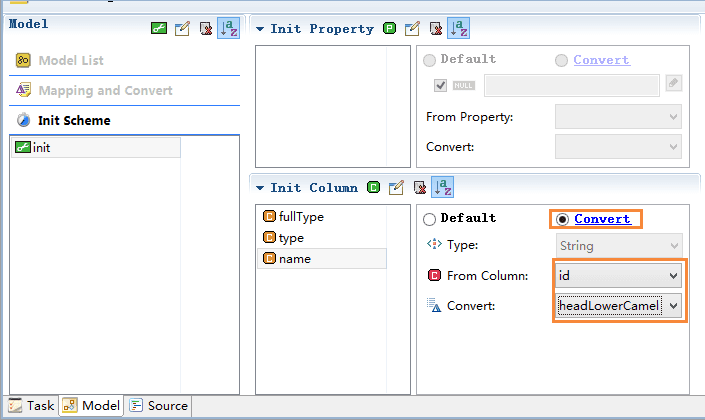 Model
Model List
Mapping and Convert
Init Scheme
init
Init Property
Default
Convert
NULL
From Property:
Convert:
Init Column
fullType
type
name
Default
Convert
Type:
String
From Column:
id
Convert:
headLowerCamel
Task
Model
Source